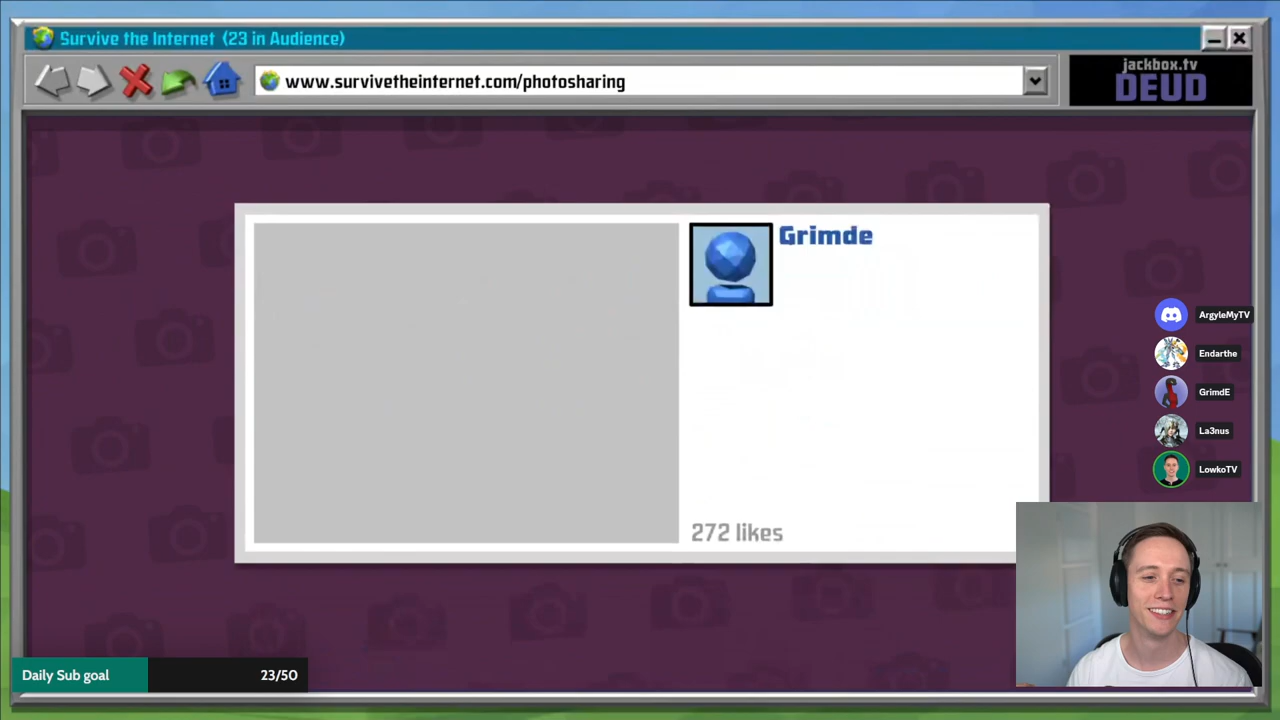 Survive the Internet (23 in Audience)
www.survivetheinternet.com/photosharing
jackbox.tv
DEUD
Grimde
272 likes
ArgyleMyTV
Endarthe
GrimdE
La3nus
LowkoTV
Daily Sub goal
23/50